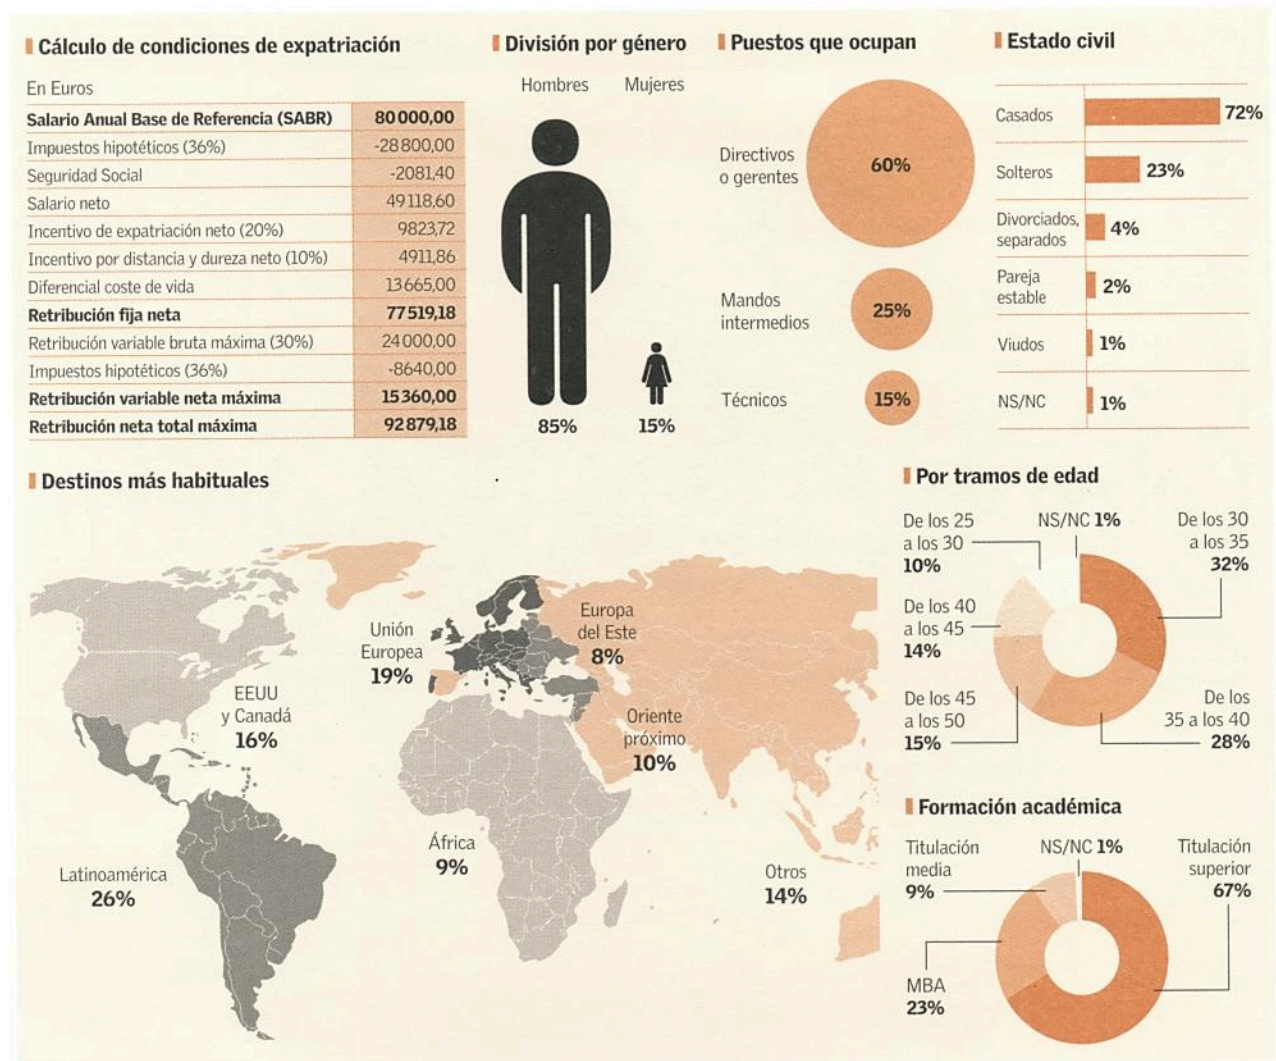 Cálculo de condiciones de expatriación
En Euros
Salario Anual Base de Referencia (SABR) 80 000,00
Impuestos hipotéticos (36%) -28 800,00
Seguridad Social -2081,40
Salario neto 49 118,60
Incentivo de expatriación neto (20%) 9823,72
Incentivo por distancia y dureza neto (10%) 4911,86
Diferencial coste de vida 13 665,00
Retribución fija neta 77 519,18
Retribución variable bruta máxima (30%) 24 000,00
Impuestos hipotéticos (36%) -8640,00
Retribución variable neta máxima 15 360,00
Retribución neta total máxima 92 879,18
División por género
Hombres Mujeres
85% 15%
Puestos que ocupan
Directivos
o gerentes
60%
Mandos
intermedios
25%
Técnicos 15%
Estado civil
Casados 72%
Solteros 23%
Divorciados,
separados
4%
Pareja
estable
2%
Viudos 1%
NS/NC 1%
Destinos más habituales
EEUU
y Canadá
16%
Latinoamérica
26%
Unión
Europea
19%
Europa
del Este
8%
Oriente
próximo
10%
África
9%
Otros
14%
Por tramos de edad
De los 25
a los 30
10%
NS/NC 1%
De los 30
a los 35
32%
De los 40
a los 45
14%
De los 45
a los 50
15%
De los
35 a los 40
28%
Formación académica
Titulación
media
9%
NS/NC 1%
Titulación
superior
67%
MBA
23%